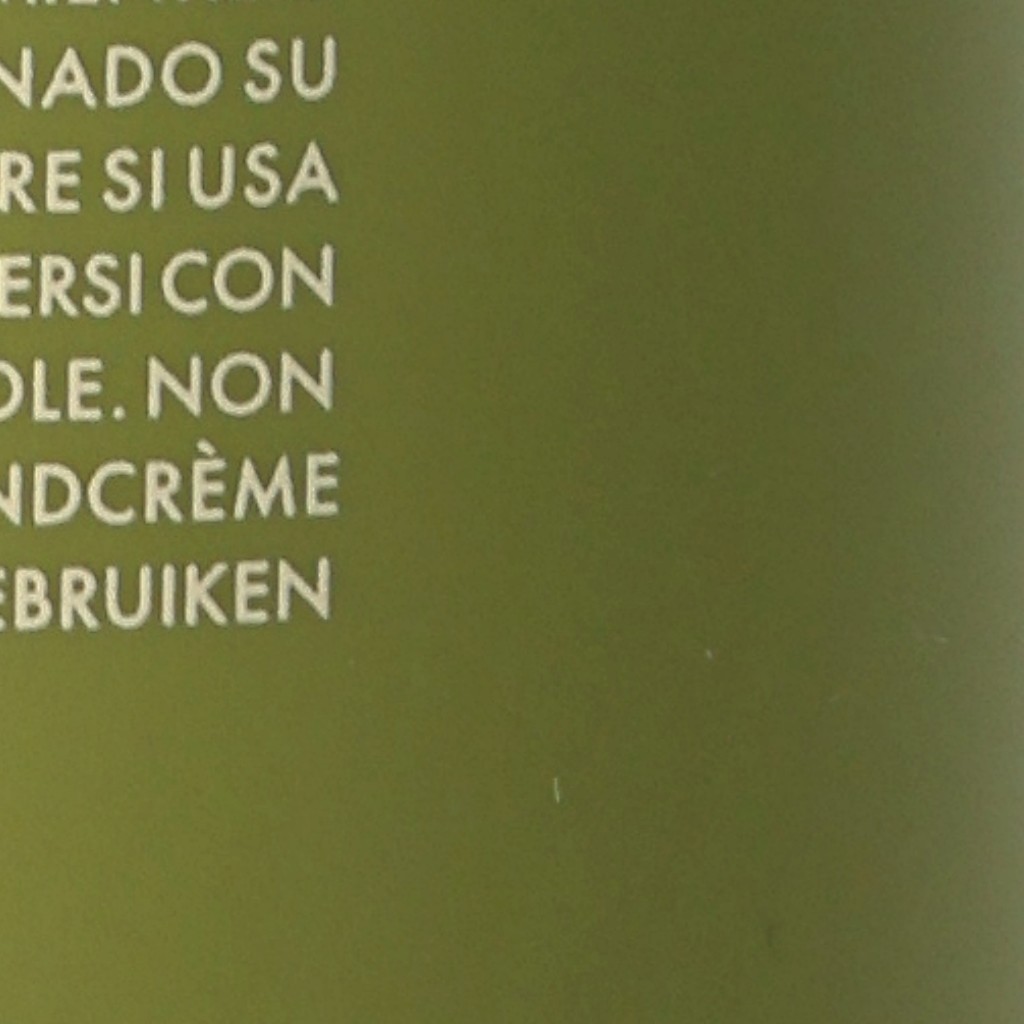 NADO SU
RE SI USA
ERSI CON
OLE. NON
NDCRÈME
EBRUIKEN